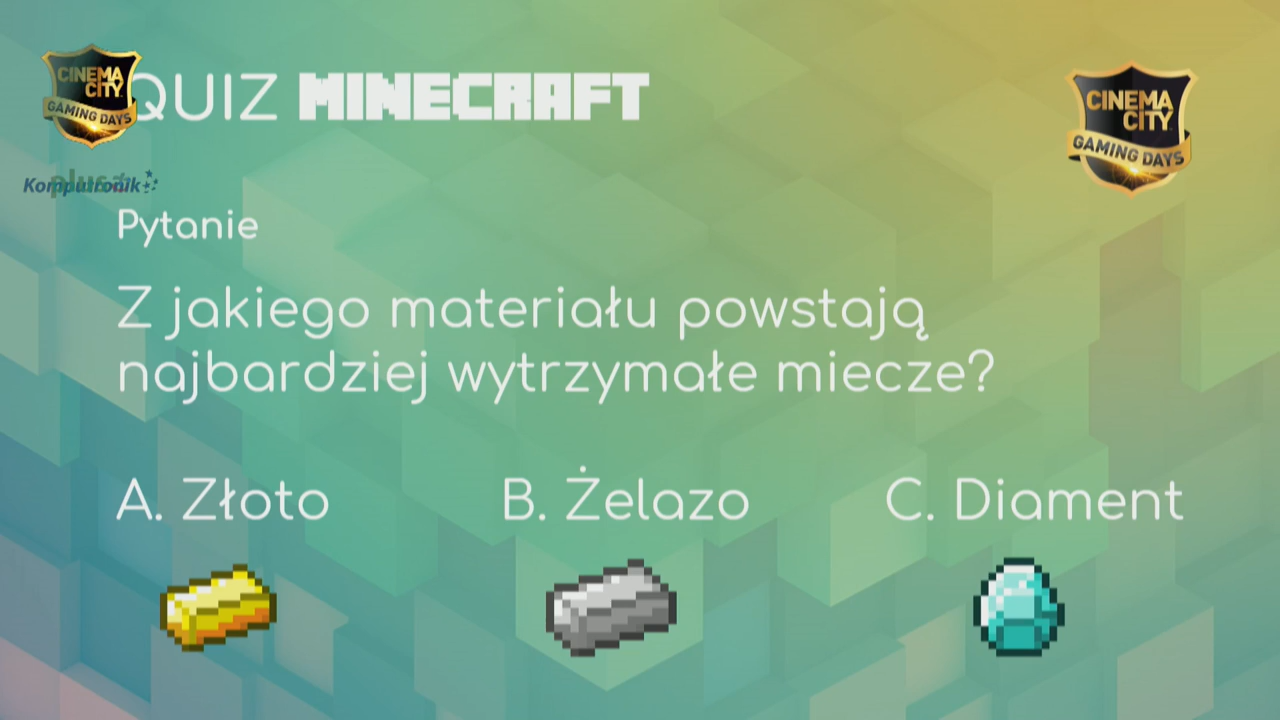 CINEMA
CITY
GAMING DAYS
QUIZ MINECRAFT
CINEMA
CITY
GAMING DAYS
Komputronik
plus
Pytanie
Z jakiego materiału powstają
najbardziej wytrzymałe miecze?
A. Złoto
B. Żelazo
C. Diament